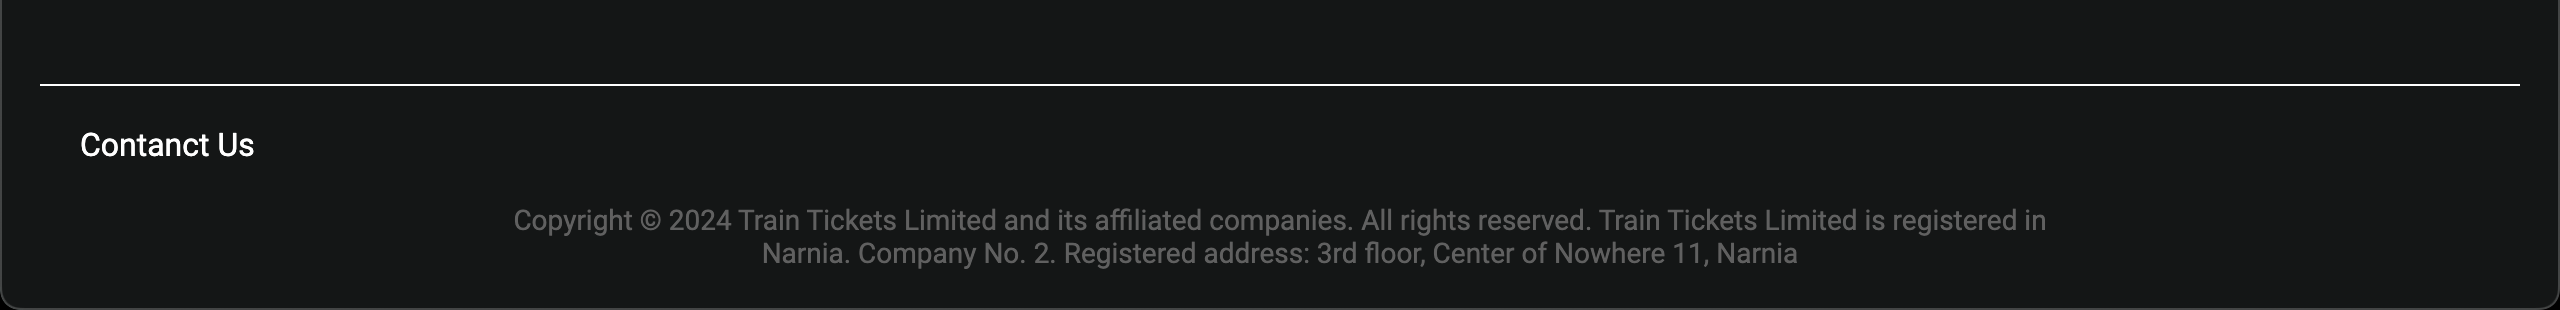 Contanct Us
Copyright © 2024 Train Tickets Limited and its affiliated companies. All rights reserved. Train Tickets Limited is registered in
Narnia. Company No. 2. Registered address: 3rd floor, Center of Nowhere 11, Narnia